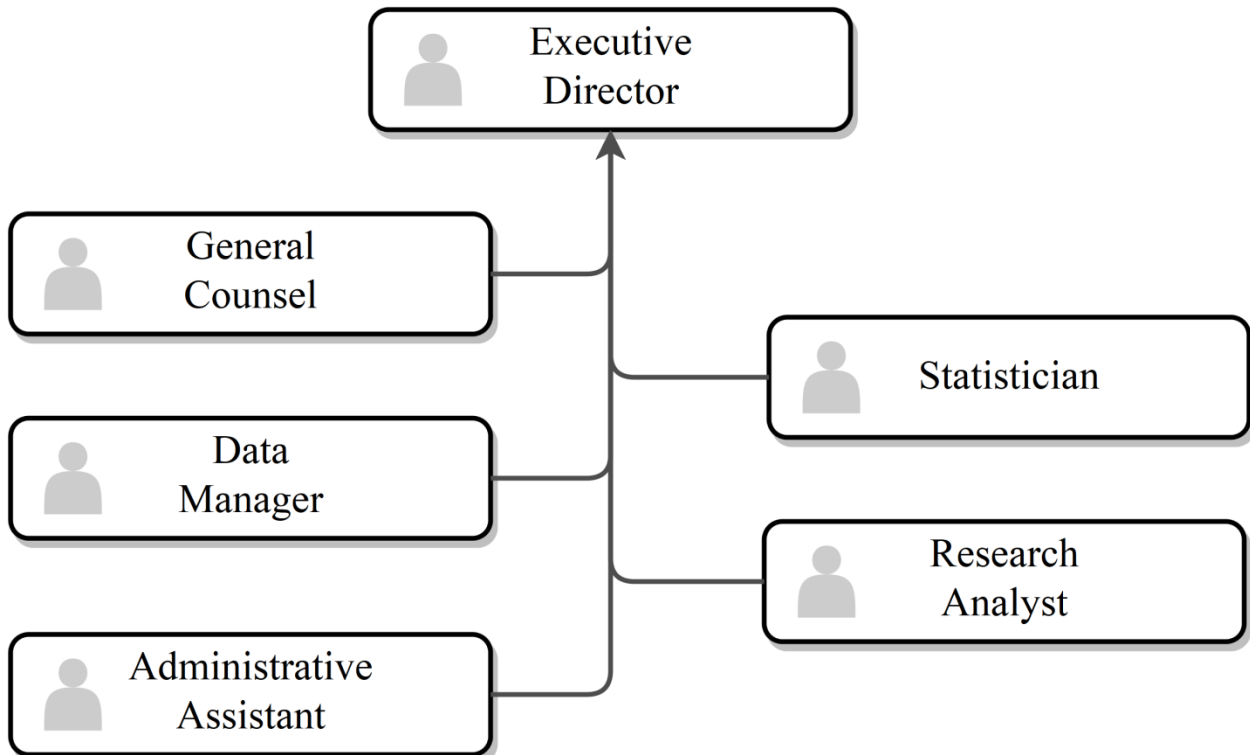 Executive
Director
General
Counsel
Statistician
Data
Manager
Research
Analyst
Administrative
Assistant